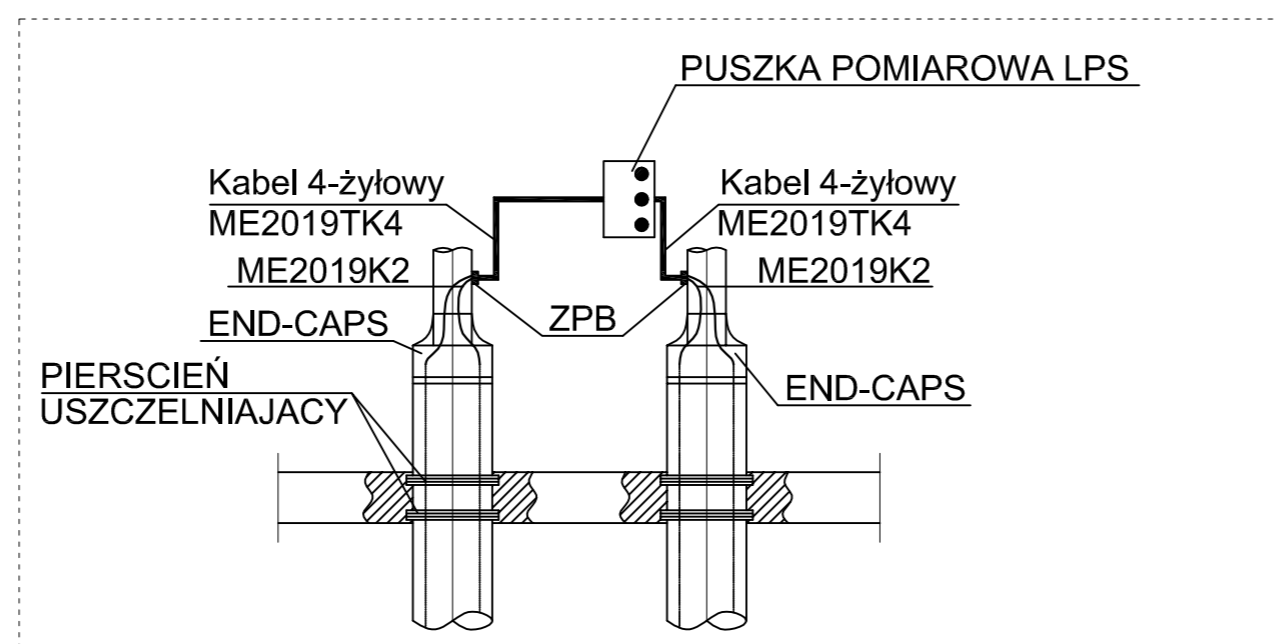 PUSZKA POMIAROWA LPS
Kabel 4-żyłowy
ME2019TK4
ME2019K2
Kabel 4-żyłowy
ME2019TK4
ME2019K2
ZPB
END-CAPS
END-CAPS
PIERSCIEŃ
USZCZELNIAJACY